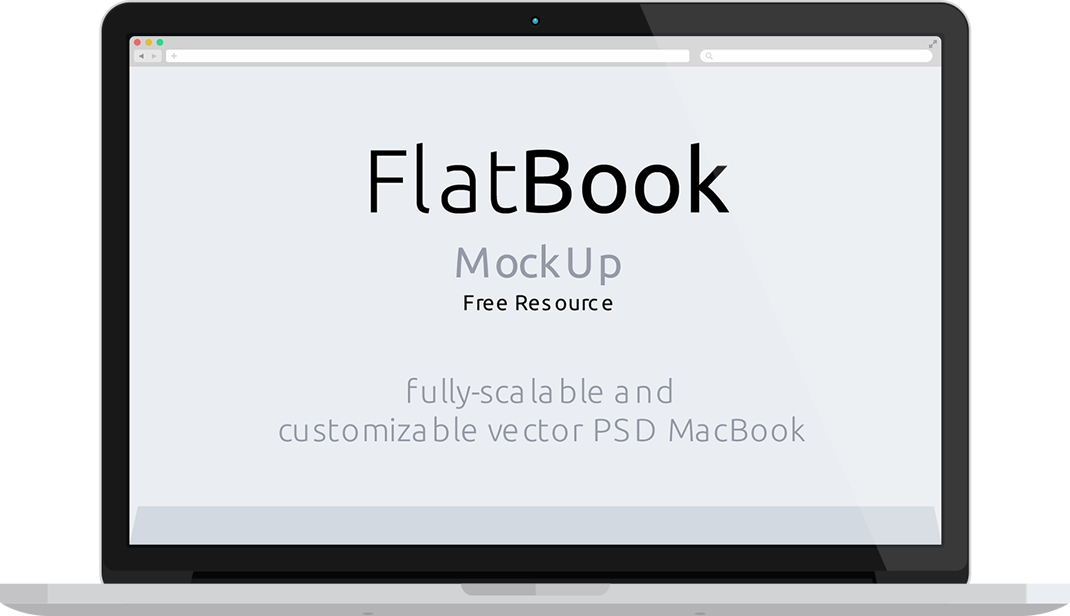 FlatBook
MockUp
Free Resource
fully-scalable and
customizable vector PSD MacBook